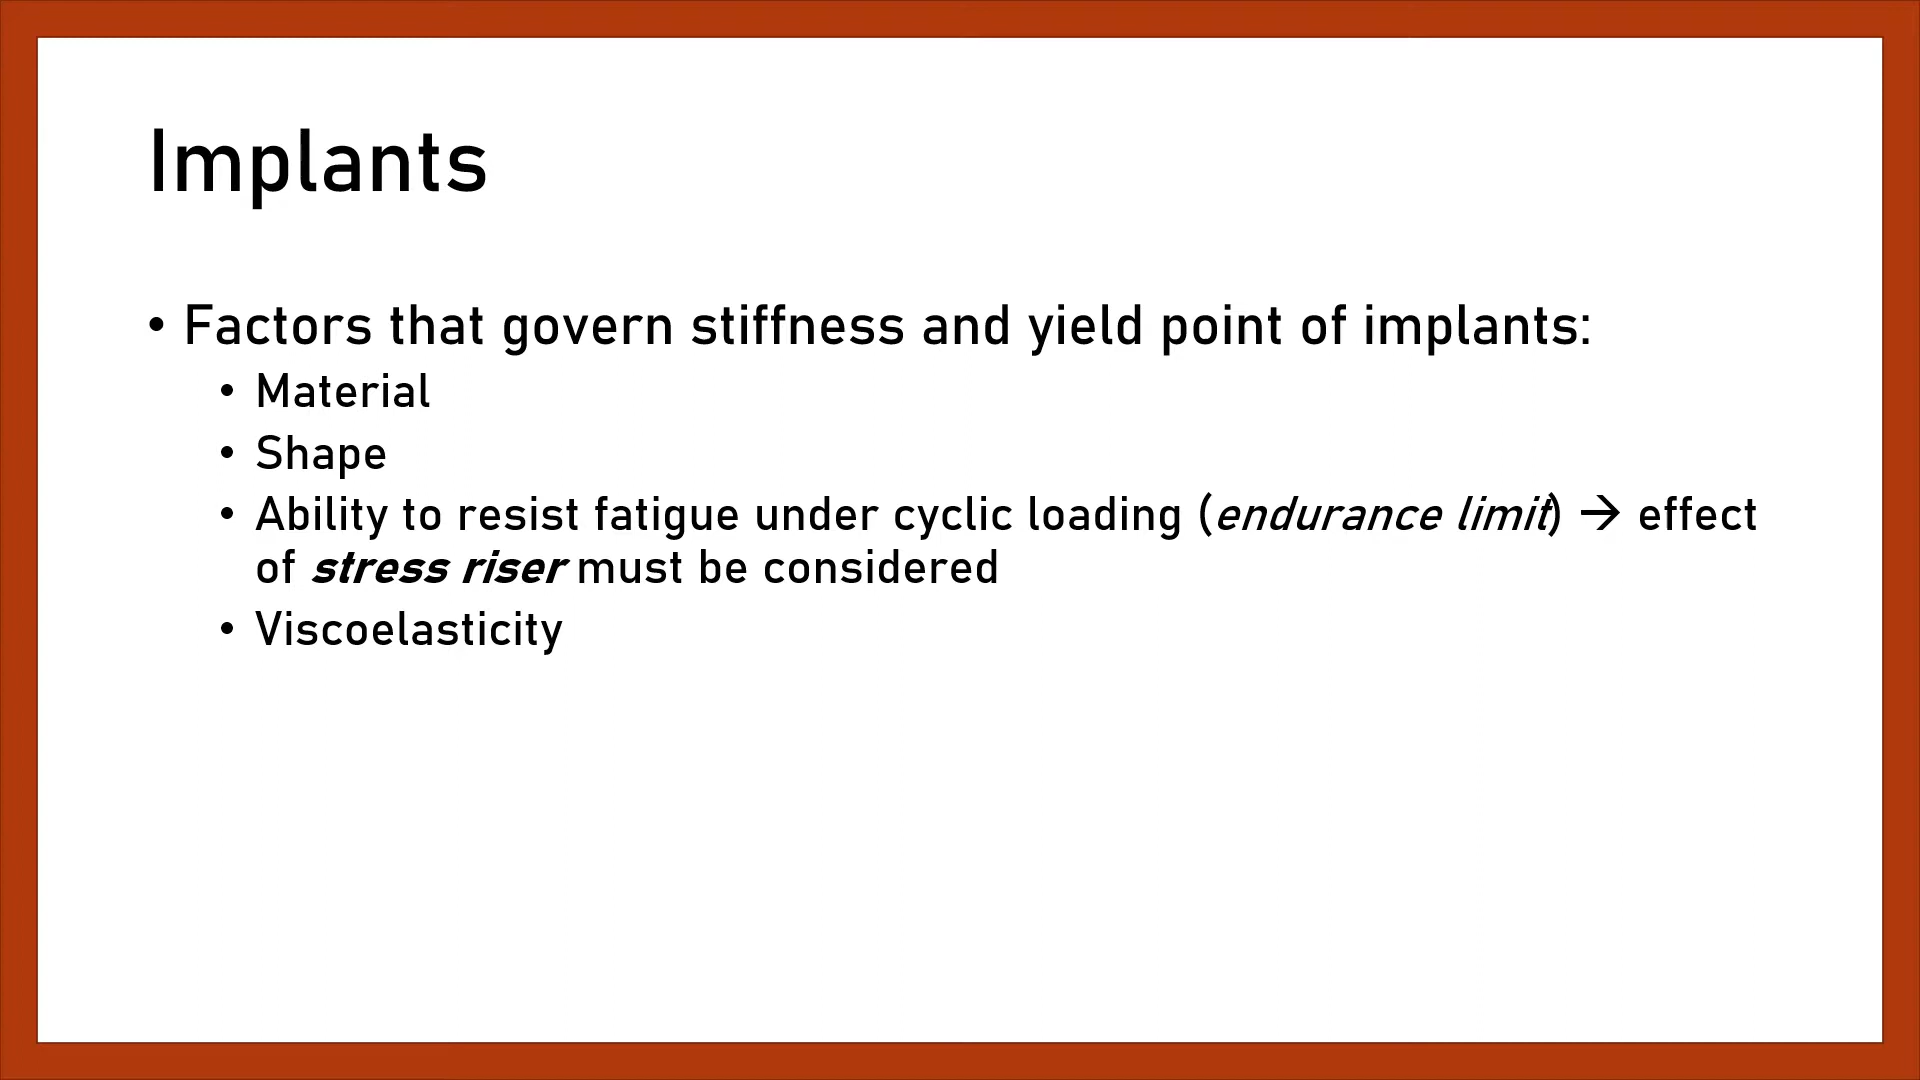 Implants
• Factors that govern stiffness and yield point of implants:
• Material
• Shape
• Ability to resist fatigue under cyclic loading (endurance limit) → effect
of stress riser must be considered
• Viscoelasticity